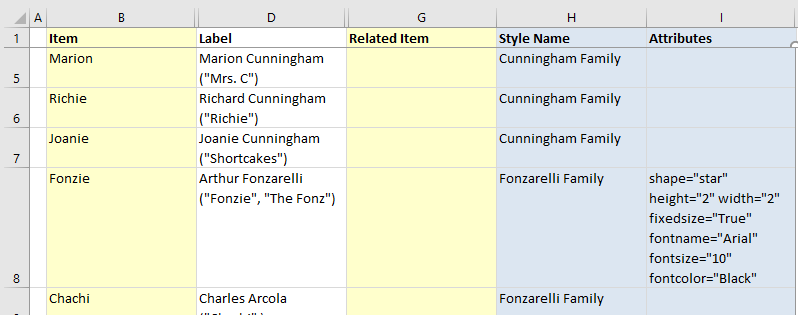 A B D G H I
1 Item Label Related Item Style Name Attributes
Marion Marion Cunningham Cunningham Family
5 ("Mrs. C")
Richie Richard Cunningham Cunningham Family
6 ("Richie")
Joanie Joanie Cunningham Cunningham Family
7 ("Shortcakes")
Fonzie Arthur Fonzarelli Fonzarelli Family shape="star"
("Fonzie", "The Fonz") height="2" width="2"
fixedsize="True"
fontname="Arial"
fontsize="10"
8 fontcolor="Black"
Chachi Charles Arcola Fonzarelli Family